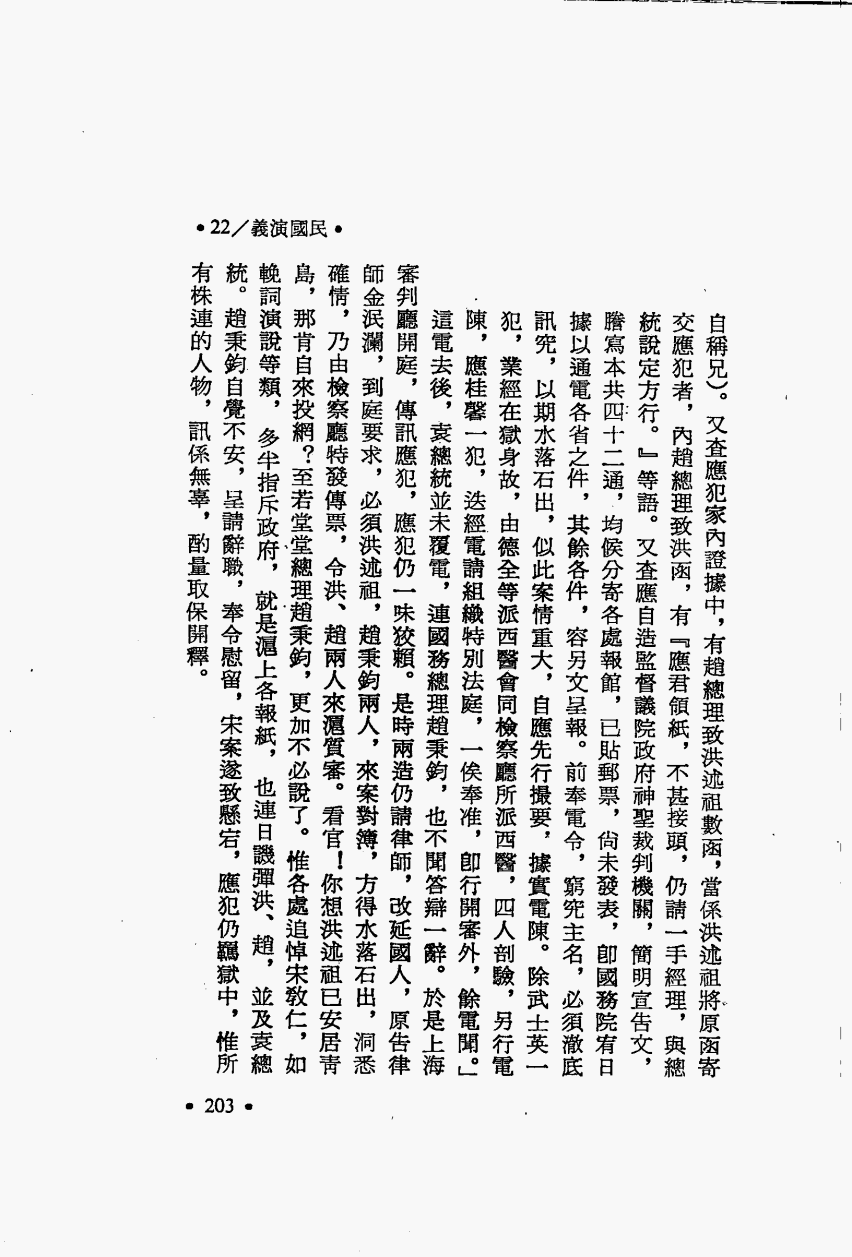 •22／義演國民•
自稱兄）。又查應犯家內證據中，有趙總理致洪述祖數函，當係洪述祖將原函寄
交應犯者，內趙總理致洪函，有『應君領紙，不甚接頭，仍請一手經理，與總
統說定方行。』等語。又查應自造監督議院政府神聖裁判機關，簡明宣告文，
謄寫本共四十二通，均候分寄各處報館，已貼郵票，尙未發表，卽國務院宥日
據以通電各省之件，其餘各件，容另文呈報。前奉電令，窮究主名，必須澈底
訊究，以期水落石出，似此案情重大，自應先行撮要，據實電陳。除武士英一
犯，業經在獄身故，由德全等派西醫會同檢察廳所派西醫，四人剖驗，另行電
陳，應桂馨一犯，迭經電請組織特別法庭，一俟奉准，卽行開審外，餘電聞。」
這電去後，袁總統並未覆電，連國務總理趙秉鈞，也不聞答辯一辭。於是上海
審判廳開庭，傳訊應犯，應犯仍一味狡賴。是時兩造仍請律師，改延國人，原告律
師金泯瀾，到庭要求，必須洪述祖，趙秉鈞兩人，來案對簿，方得水落石出，洞悉
確情，乃由檢察廳特發傳票，令洪、趙兩人來滬質審。看官！你想洪述祖已安居靑
島，那肯自來投網？至若堂堂總理趙秉鈞，更加不必說了。惟各處追悼宋敎仁，如
輓詞演說等類，多半指斥政府，就是滬上各報紙，也連日譏彈洪、趙，並及袁總
統。趙秉鈞自覺不安，呈請辭職，奉令慰留，宋案遂致懸宕，應犯仍羈獄中，惟所
有株連的人物，訊係無辜，酌量取保開釋。
•203•